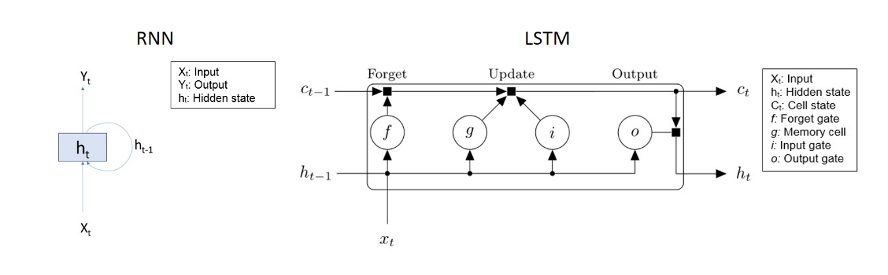 RNN
Yt
Xt: Input
Yt: Output
ht: Hidden state
ht
ht-1
Xt
LSTM
Forget
Update
Output
ct−1
ct
f
g
i
o
ht−1
ht
xt
Xt: Input
ht: Hidden state
Ct: Cell state
f: Forget gate
g: Memory cell
i: Input gate
o: Output gate